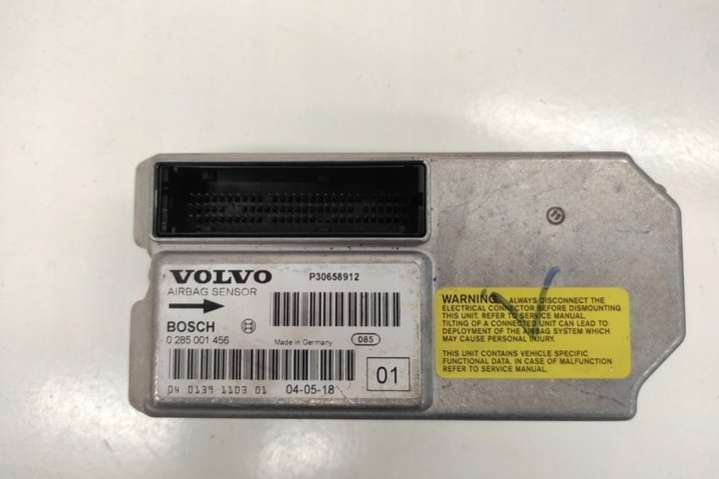 VOLVO
AIRBAG SENSOR
P30658912
BOSCH
0 285 001 456
Made in Germany
085
04 0139 1103 01
04-05-18
01
WARNING: ALWAYS DISCONNECT THE
ELECTRICAL CONNECTOR BEFORE DISMOUNTING
THIS UNIT. REFER TO SERVICE MANUAL.
TILTING OF A CONNECTED UNIT CAN LEAD TO
DEPLOYMENT OF THE AIRBAG SYSTEM WHICH
MAY CAUSE PERSONAL INJURY.
THIS UNIT CONTAINS VEHICLE SPECIFIC
FUNCTIONAL DATA. IN CASE OF MALFUNCTION
REFER TO SERVICE MANUAL.